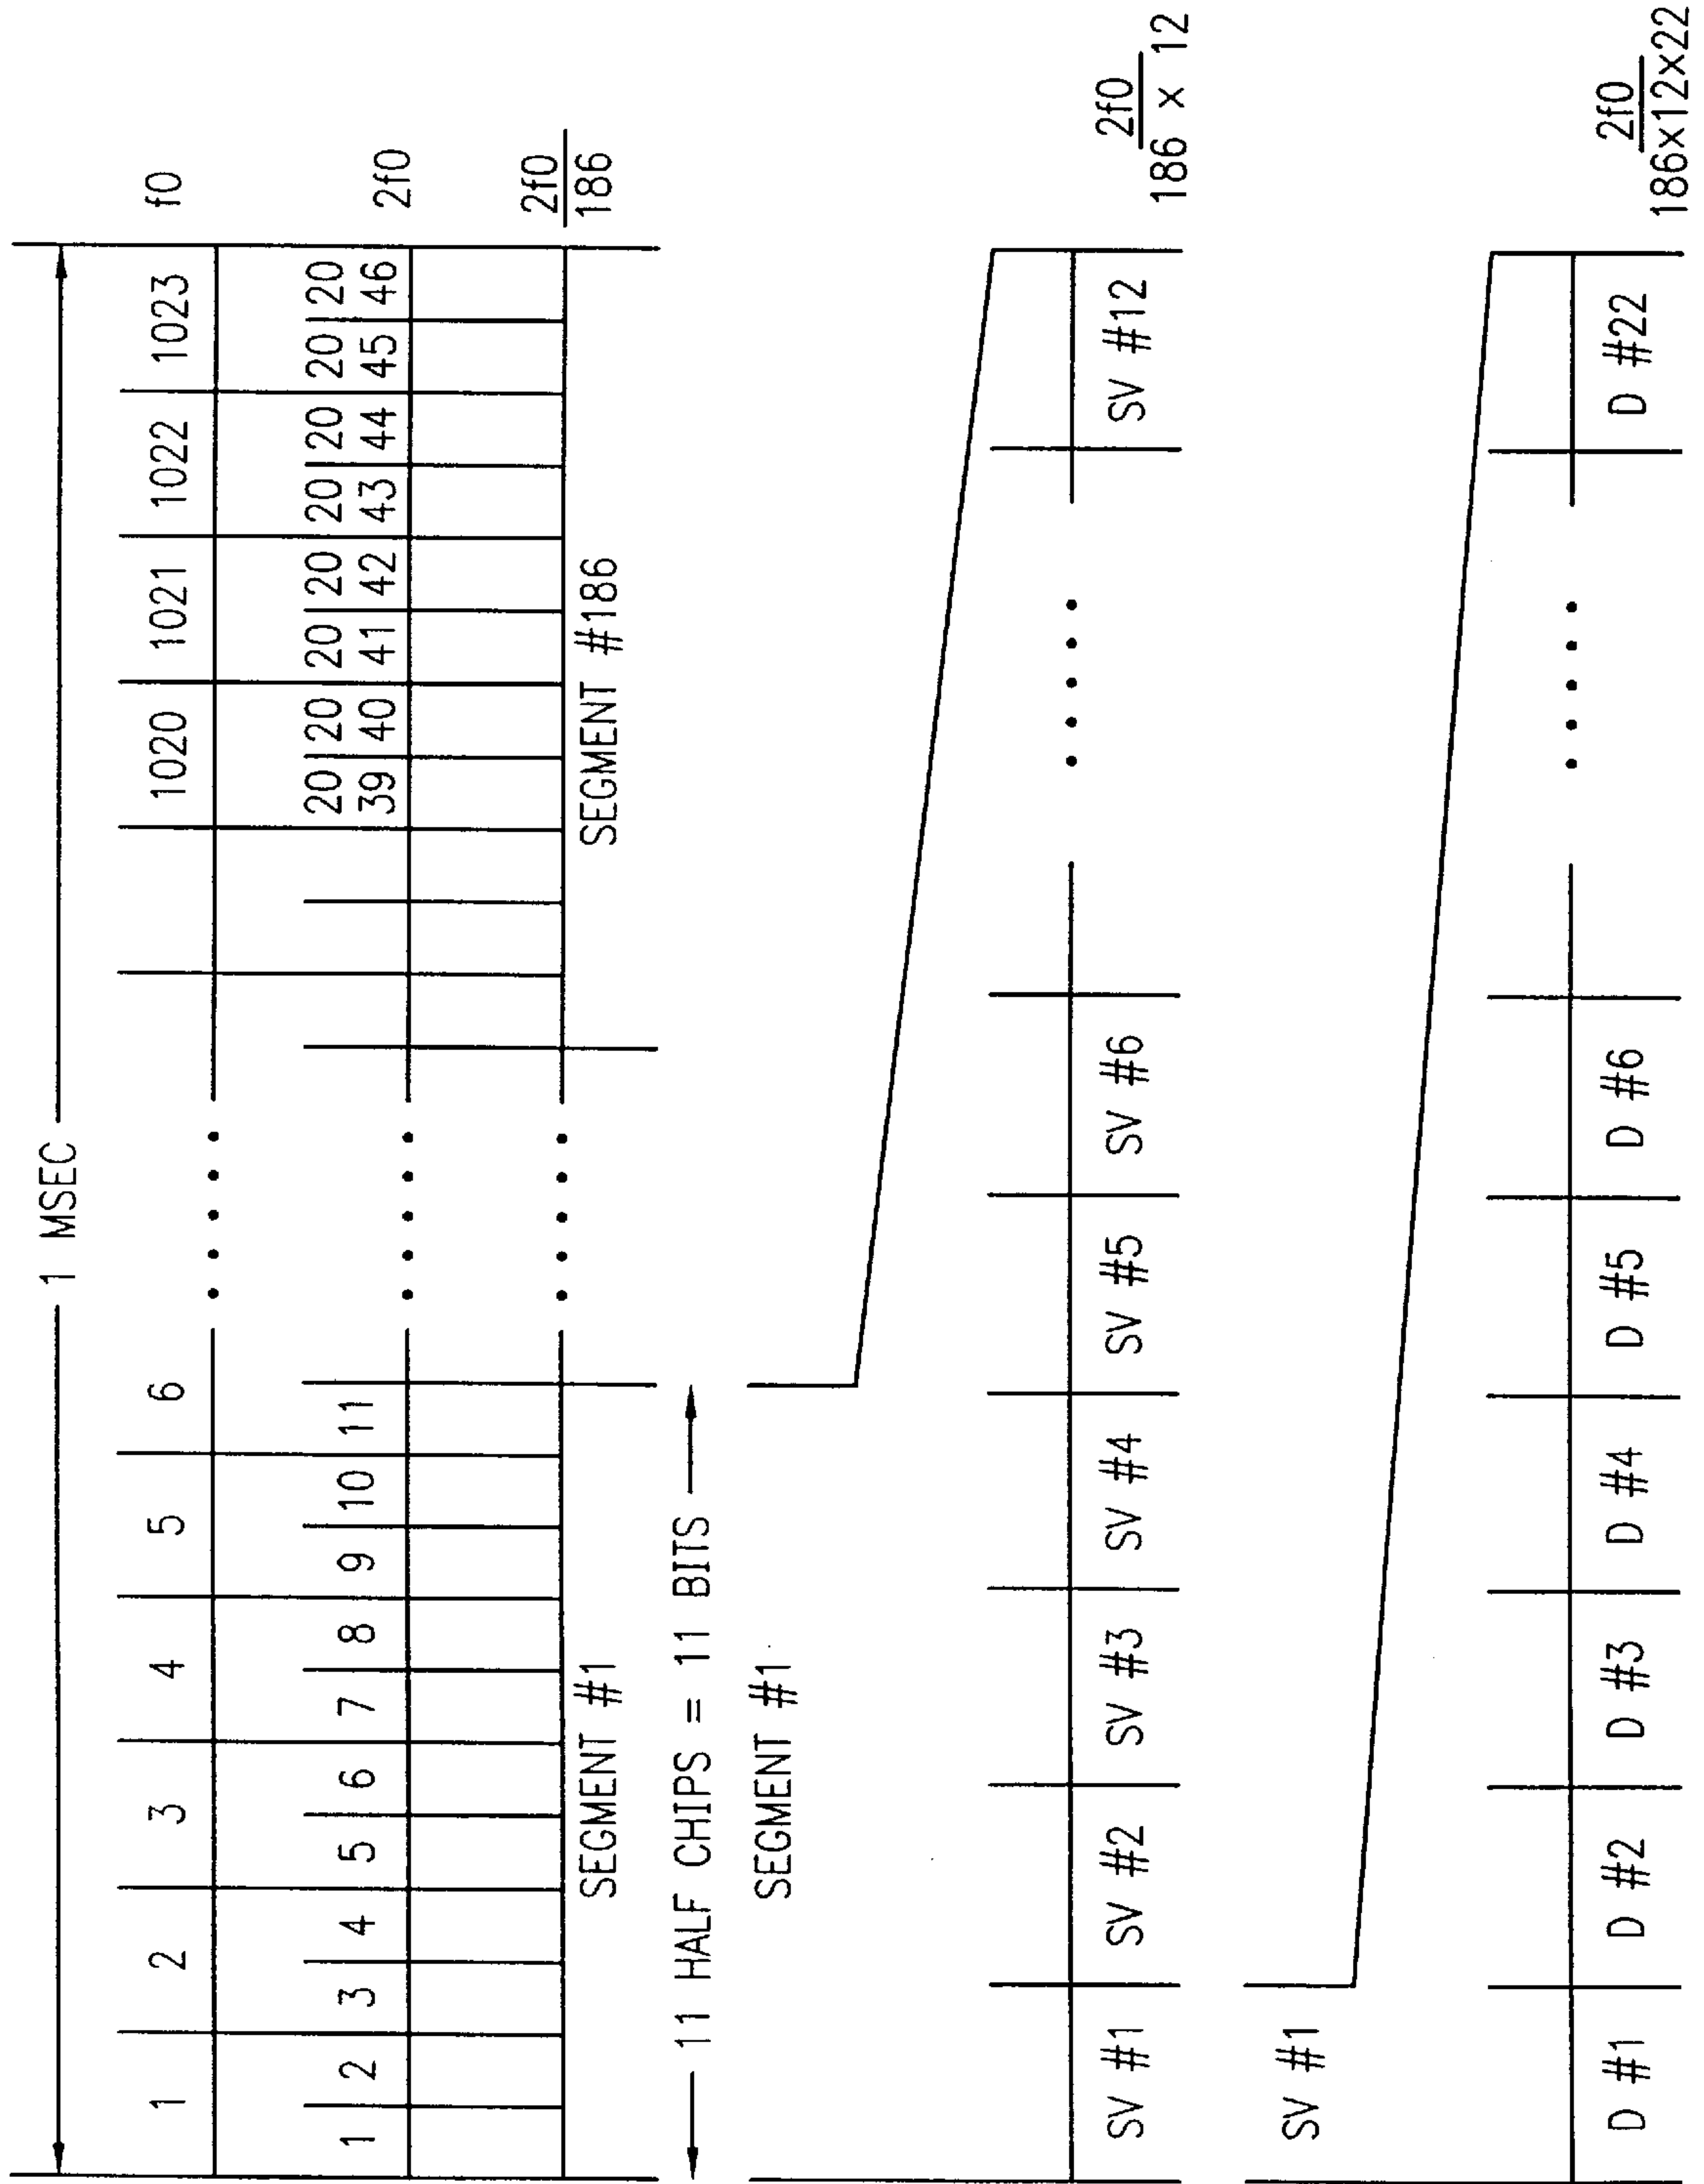 1 MSEC
1 2 3 4 5 6 ..... 1020 1021 1022 1023 f0
1 2 3 4 5 6 7 8 9 10 11 ..... 20 20 20 20 20 20 20 20 2f0
39 40 41 42 43 44 45 46
SEGMENT #1 ..... SEGMENT #186 2f0
186
11 HALF CHIPS = 11 BITS
SEGMENT #1
SV #1 SV #2 SV #3 SV #4 SV #5 SV #6 ..... SV #12 2f0
186 x 12
SV #1
D #1 D #2 D #3 D #4 D #5 D #6 ..... D #22 2f0
186x12x22